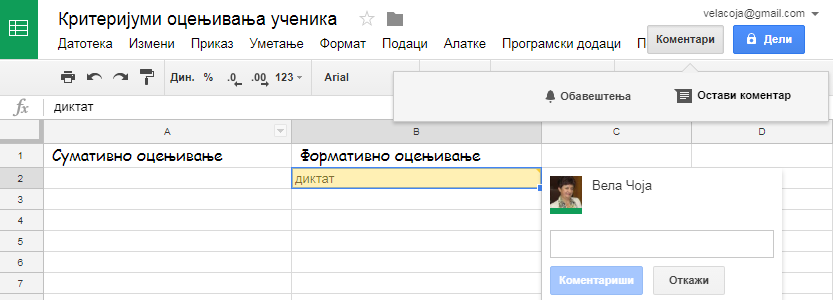 Критеријуми оцењивања ученика
velacoja@gmail.com
Датотека Измени Приказ Уметање Формат Подаци Алатке Програмски додаци П
Коментари
Дели
Дин. % .0 .00 123 Arial
Обавештења
Остави коментар
fx диктат
A B C D
1 Сумативно оцењивање Формативно оцењивање
2 диктат
Вела Чоја
3
4
5
6
Коментариши Откажи
7